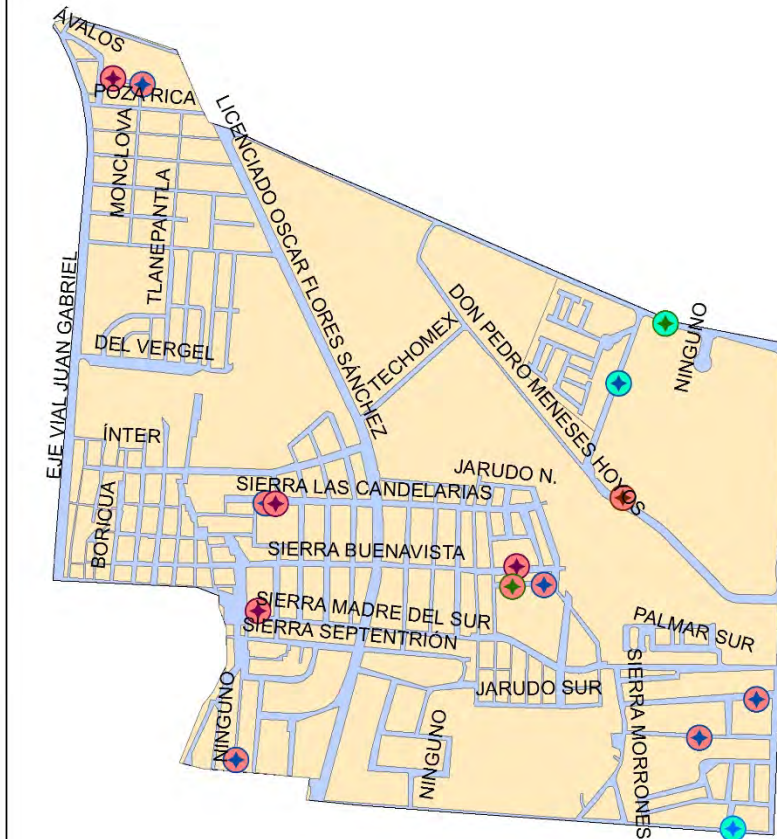 ÁVALOS
POZA RICA
MONCLOVA
TLANEPANTLA
LICENCIADO OSCAR FLORES SÁNCHEZ
EJE VIAL JUAN GABRIEL
DEL VERGEL
TECHOMEX
DON PEDRO MENESES HOYOS
NINGUNO
ÍNTER
BORICUA
JARUDO N.
SIERRA LAS CANDELARIAS
SIERRA BUENAVISTA
SIERRA MADRE DEL SUR
SIERRA SEPTENTRIÓN
PALMAR SUR
SIERRA MORRONES
JARUDO SUR
NINGUNO
NINGUNO